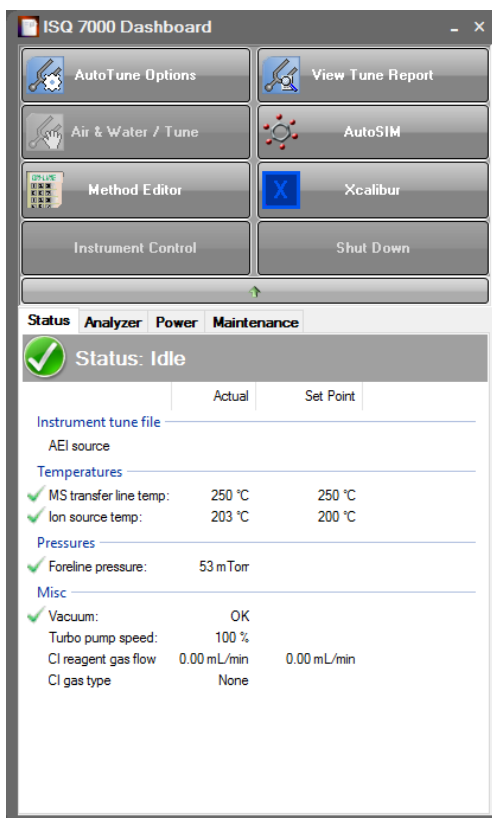 ISQ 7000 Dashboard
AutoTune Options
View Tune Report
Air & Water / Tune
AutoSIM
Method Editor
X
Xcalibur
Instrument Control
Shut Down
Status Analyzer Power Maintenance
Status: Idle
Actual Set Point
Instrument tune file
AEI source
Temperatures
MS transfer line temp: 250 °C 250 °C
Ion source temp: 203 °C 200 °C
Pressures
Foreline pressure: 53 mTorr
Misc
Vacuum: OK
Turbo pump speed: 100 %
CI reagent gas flow 0.00 mL/min 0.00 mL/min
CI gas type None